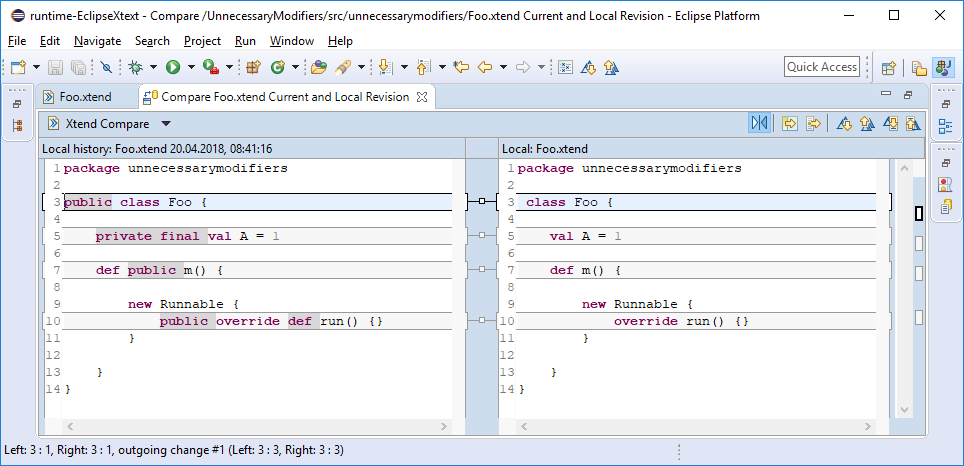 runtime-EclipseXtext - Compare /UnnecessaryModifiers/src/unnecessarymodifiers/Foo.xtend Current and Local Revision - Eclipse Platform
File Edit Navigate Search Project Run Window Help
Quick Access
Foo.xtend Compare Foo.xtend Current and Local Revision
Xtend Compare
Local history: Foo.xtend 20.04.2018, 08:41:16
1 package unnecessarymodifiers
2
3 public class Foo {
4
5 private final val A = 1
6
7 def public m() {
8
9 new Runnable {
10 public override def run() {}
11 }
12
13 }
14 }
Local: Foo.xtend
1 package unnecessarymodifiers
2
3 class Foo {
4
5 val A = 1
6
7 def m() {
8
9 new Runnable {
10 override run() {}
11 }
12
13 }
14 }
Left: 3 : 1, Right: 3 : 1, outgoing change #1 (Left: 3 : 3, Right: 3 : 3)